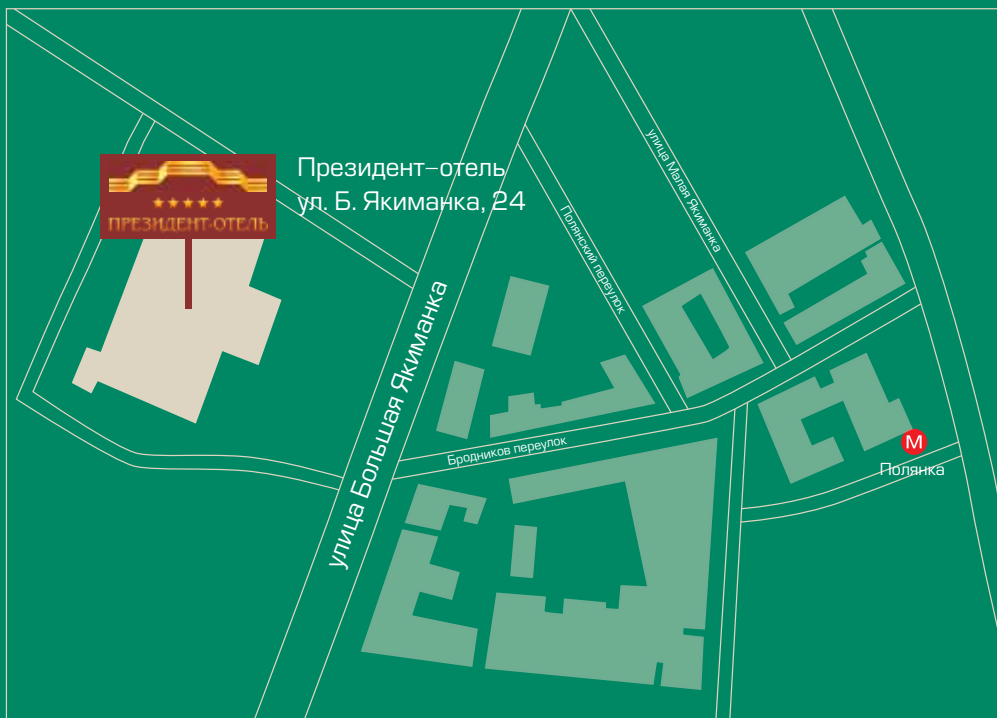 ПРЕЗИДЕНТ-ОТЕЛЬ
Президент-отель
ул. Б. Якиманка, 24
улица Большая Якиманка
Полянский переулок
улица Малая Якиманка
Бродников переулок
М
Полянка